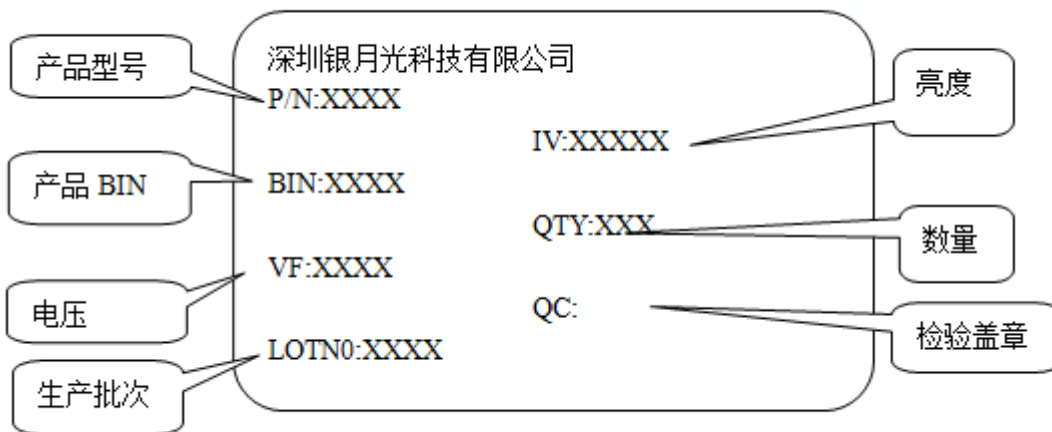 深圳银月光科技有限公司
产品型号
P/N:XXXX
亮度
IV:XXXXX
产品 BIN
BIN:XXXX
QTY:XXX
数量
VF:XXXX
电压
QC:
检验盖章
LOTN0:XXXX
生产批次